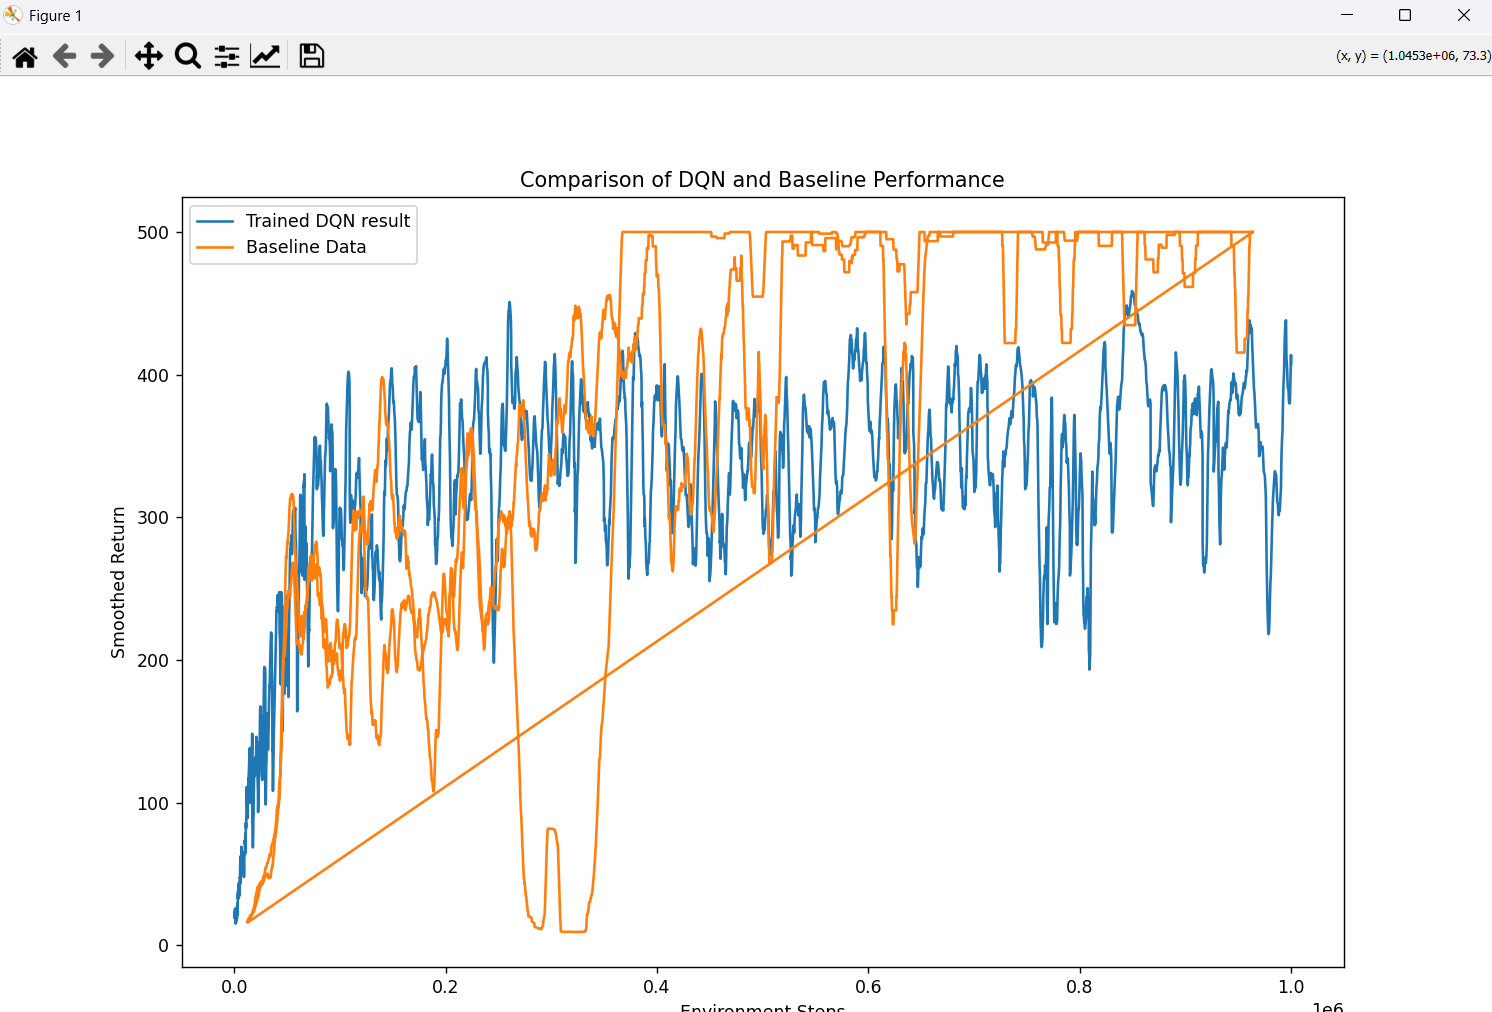 Figure 1
(x, y) = (1.0453e+06, 73.3)
Comparison of DQN and Baseline Performance
Trained DQN result
Baseline Data
500
400
300
200
100
0
Smoothed Return
0.0 0.2 0.4 0.6 0.8 1.0
Environment Steps
1e6